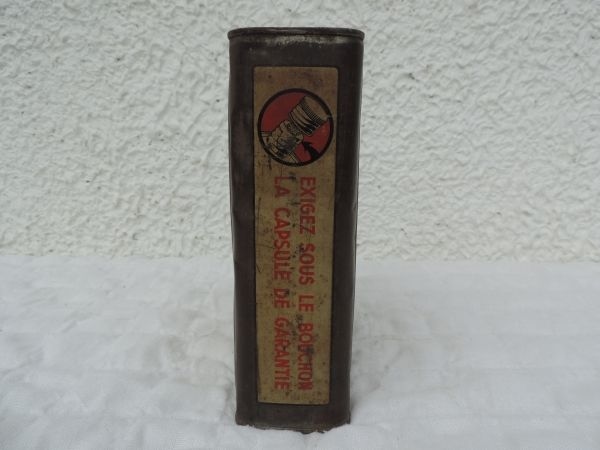 EXIGEZ SOUS LE BOUCHON
LA CAPSULE DE GARANTIE